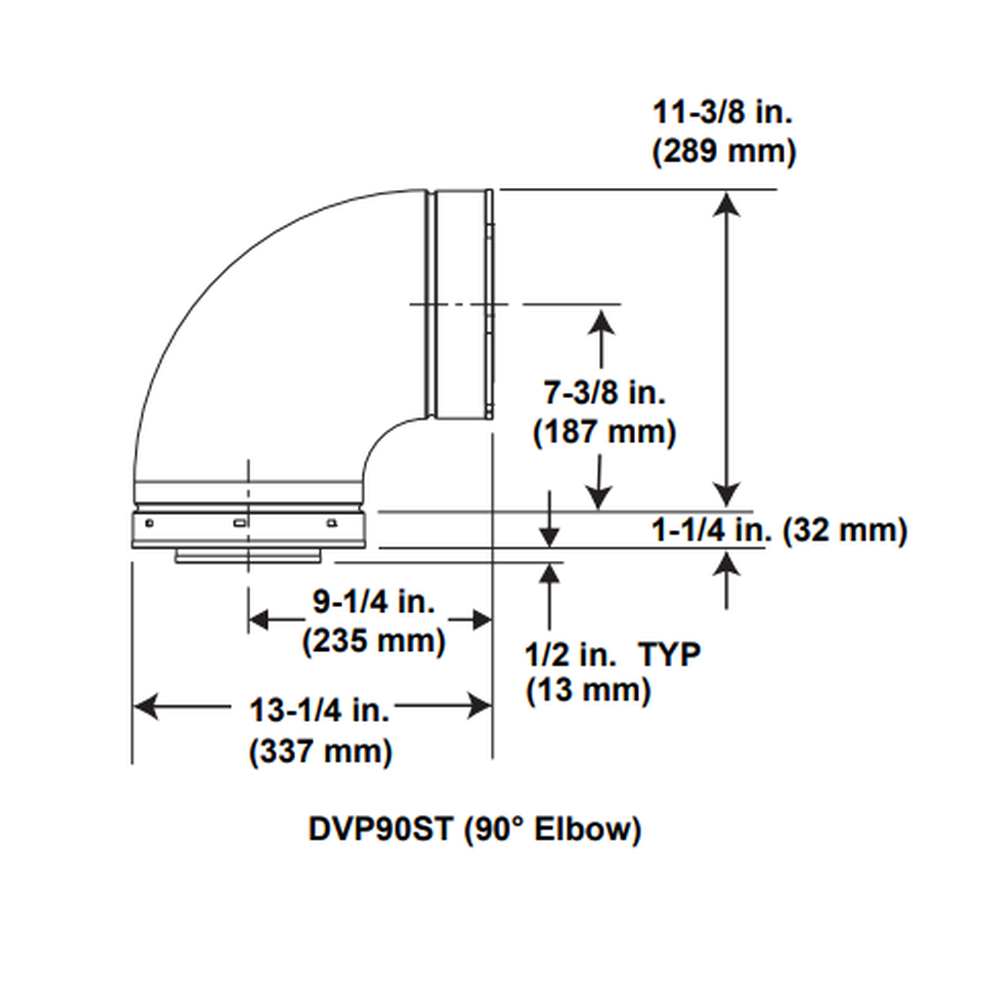 11-3/8 in.
(289 mm)
7-3/8 in.
(187 mm)
1-1/4 in. (32 mm)
9-1/4 in.
(235 mm)
1/2 in. TYP
(13 mm)
13-1/4 in.
(337 mm)
DVP90ST (90° Elbow)